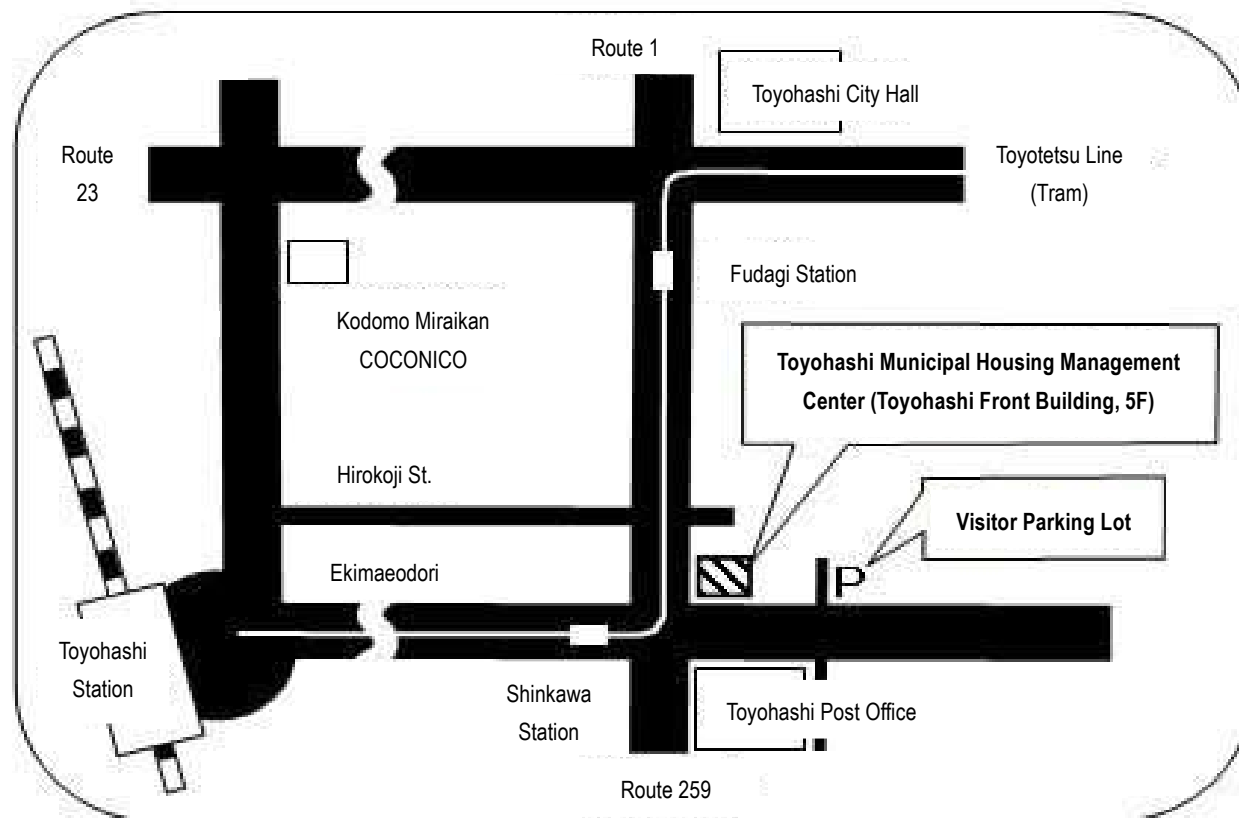 Route 1
Toyohashi City Hall
Route
23
Toyotetsu Line
(Tram)
Fudagi Station
Kodomo Miraikan
COCONICO
Toyohashi Municipal Housing Management
Center (Toyohashi Front Building, 5F)
Hirokoji St.
Visitor Parking Lot
Ekimaeodori
P
Toyohashi
Station
Shinkawa
Station
Toyohashi Post Office
Route 259